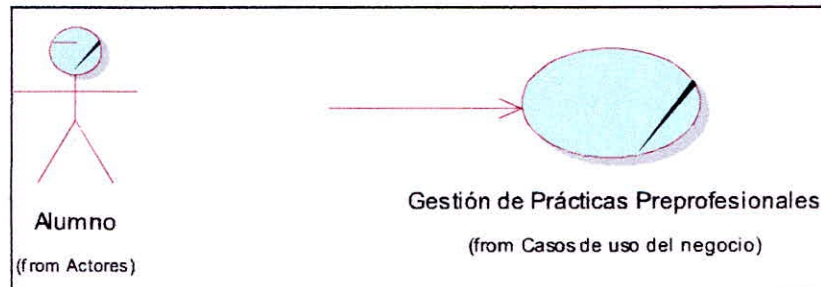 Alumno
(from Actores)
Gestión de Prácticas Preprofesionales
(from Casos de uso del negocio)